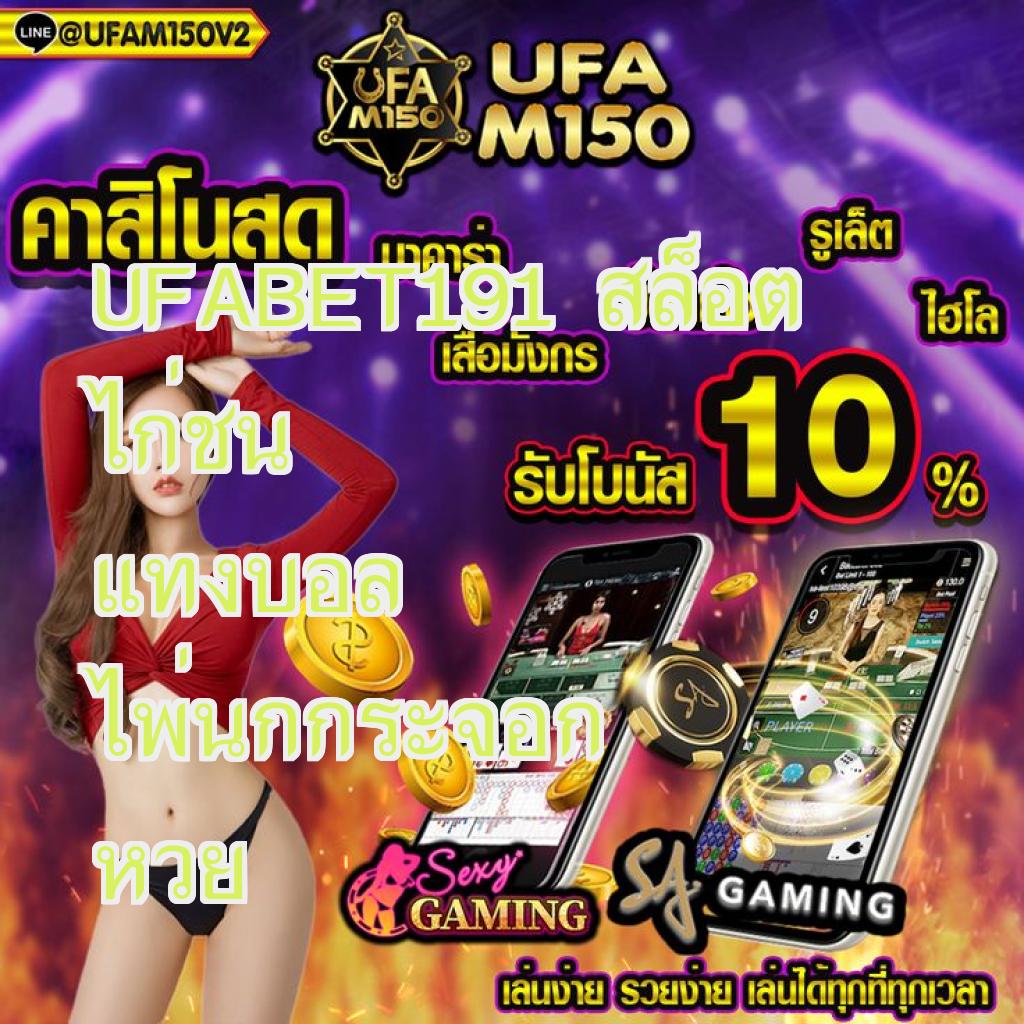 LINE @UFAM150V2
UFA
M150
UFA
M150
คาสิโนสด
บาคาร่า
รูเล็ต
UFABET191 สล็อต
ไฮโล
เสือมังกร
ไก่ชน
10
รับโบนัส
%
แทงบอล
9
PLAYER
ไพ่นกกระจอก
หวย
Sexy
GAMING
SA GAMING
เล่นง่าย รวยง่าย เล่นได้ทุกที่ทุกเวลา